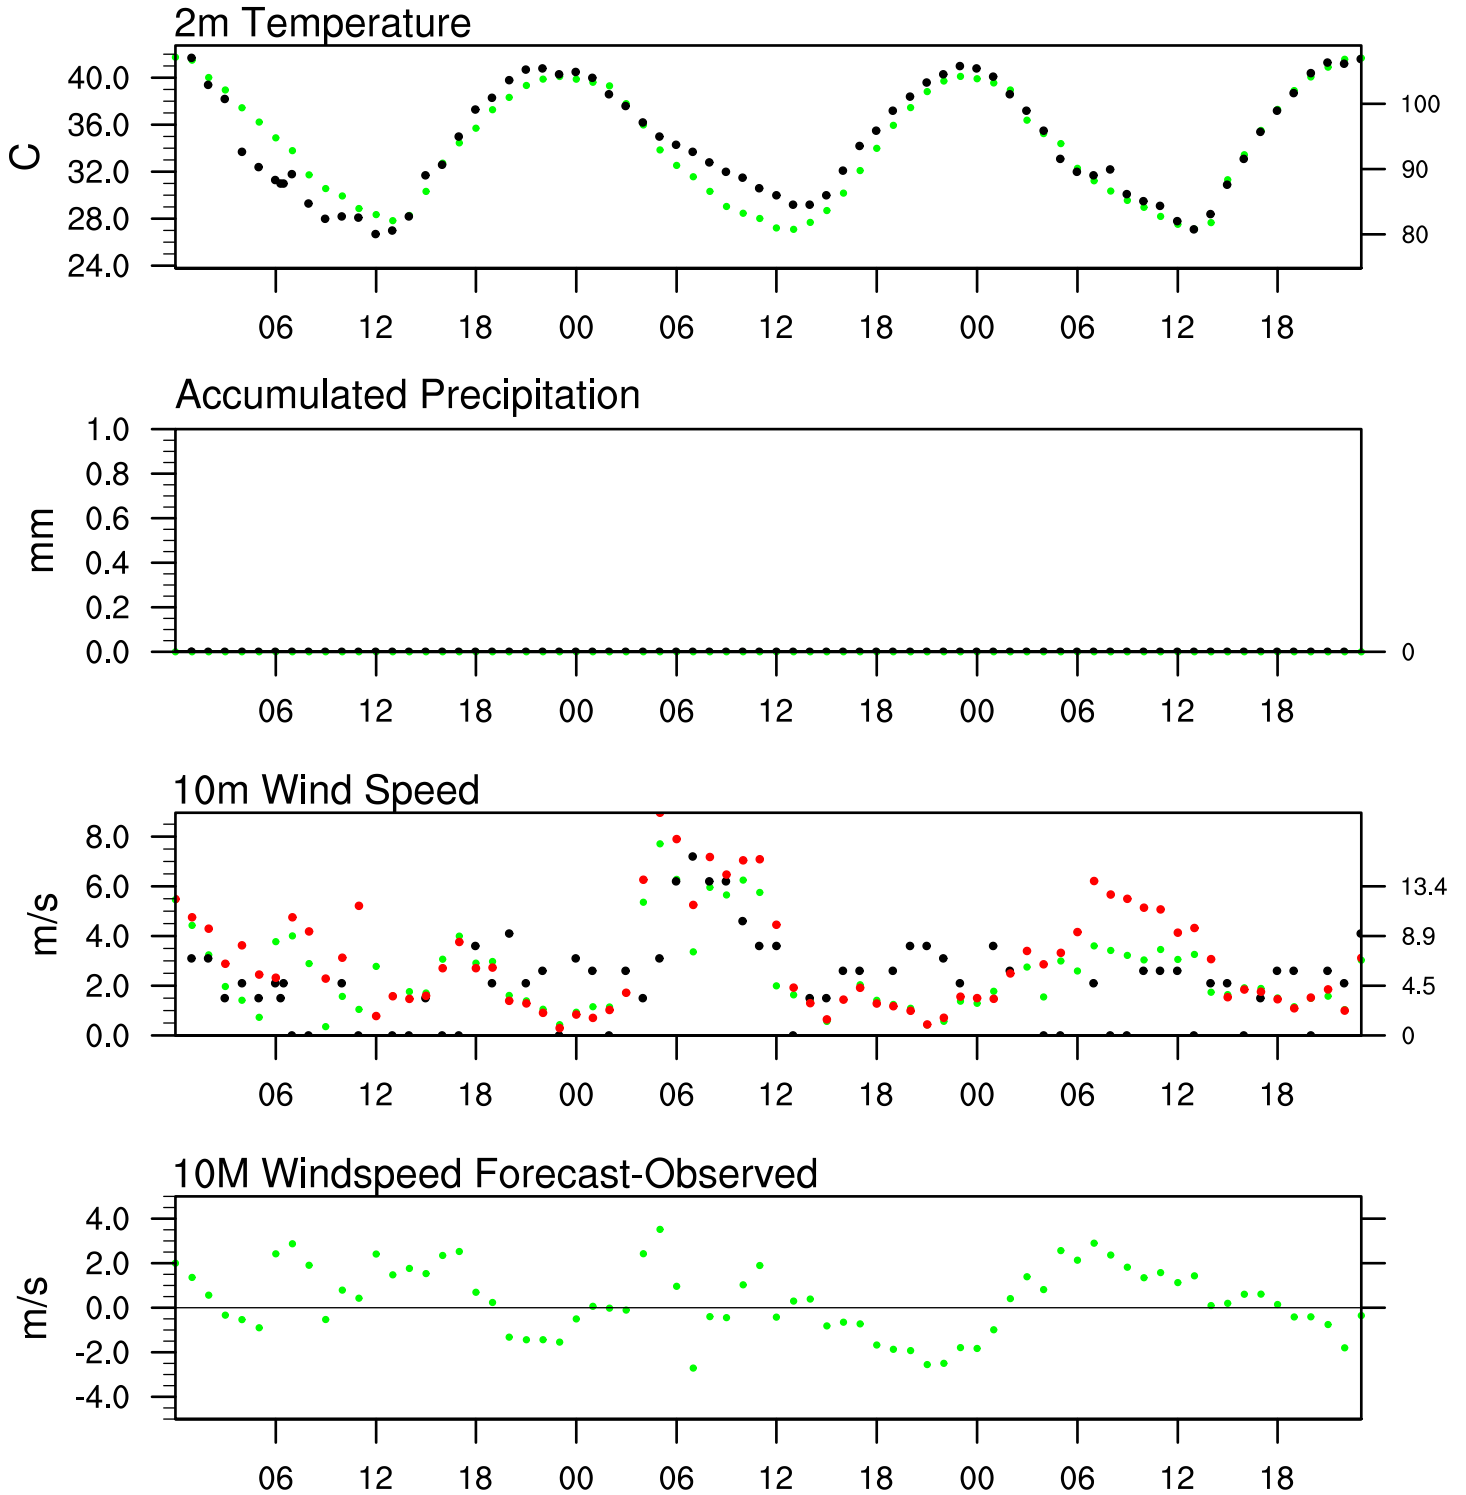 2m Temperature
C
40.0
36.0
32.0
28.0
24.0
100
90
80
06 12 18 00 06 12 18 00 06 12 18
Accumulated Precipitation
mm
1.0
0.8
0.6
0.4
0.2
0.0
0
06 12 18 00 06 12 18 00 06 12 18
10m Wind Speed
m/s
8.0
6.0
4.0
2.0
0.0
13.4
8.9
4.5
0
06 12 18 00 06 12 18 00 06 12 18
10M Windspeed Forecast-Observed
m/s
4.0
2.0
0.0
-2.0
-4.0
06 12 18 00 06 12 18 00 06 12 18